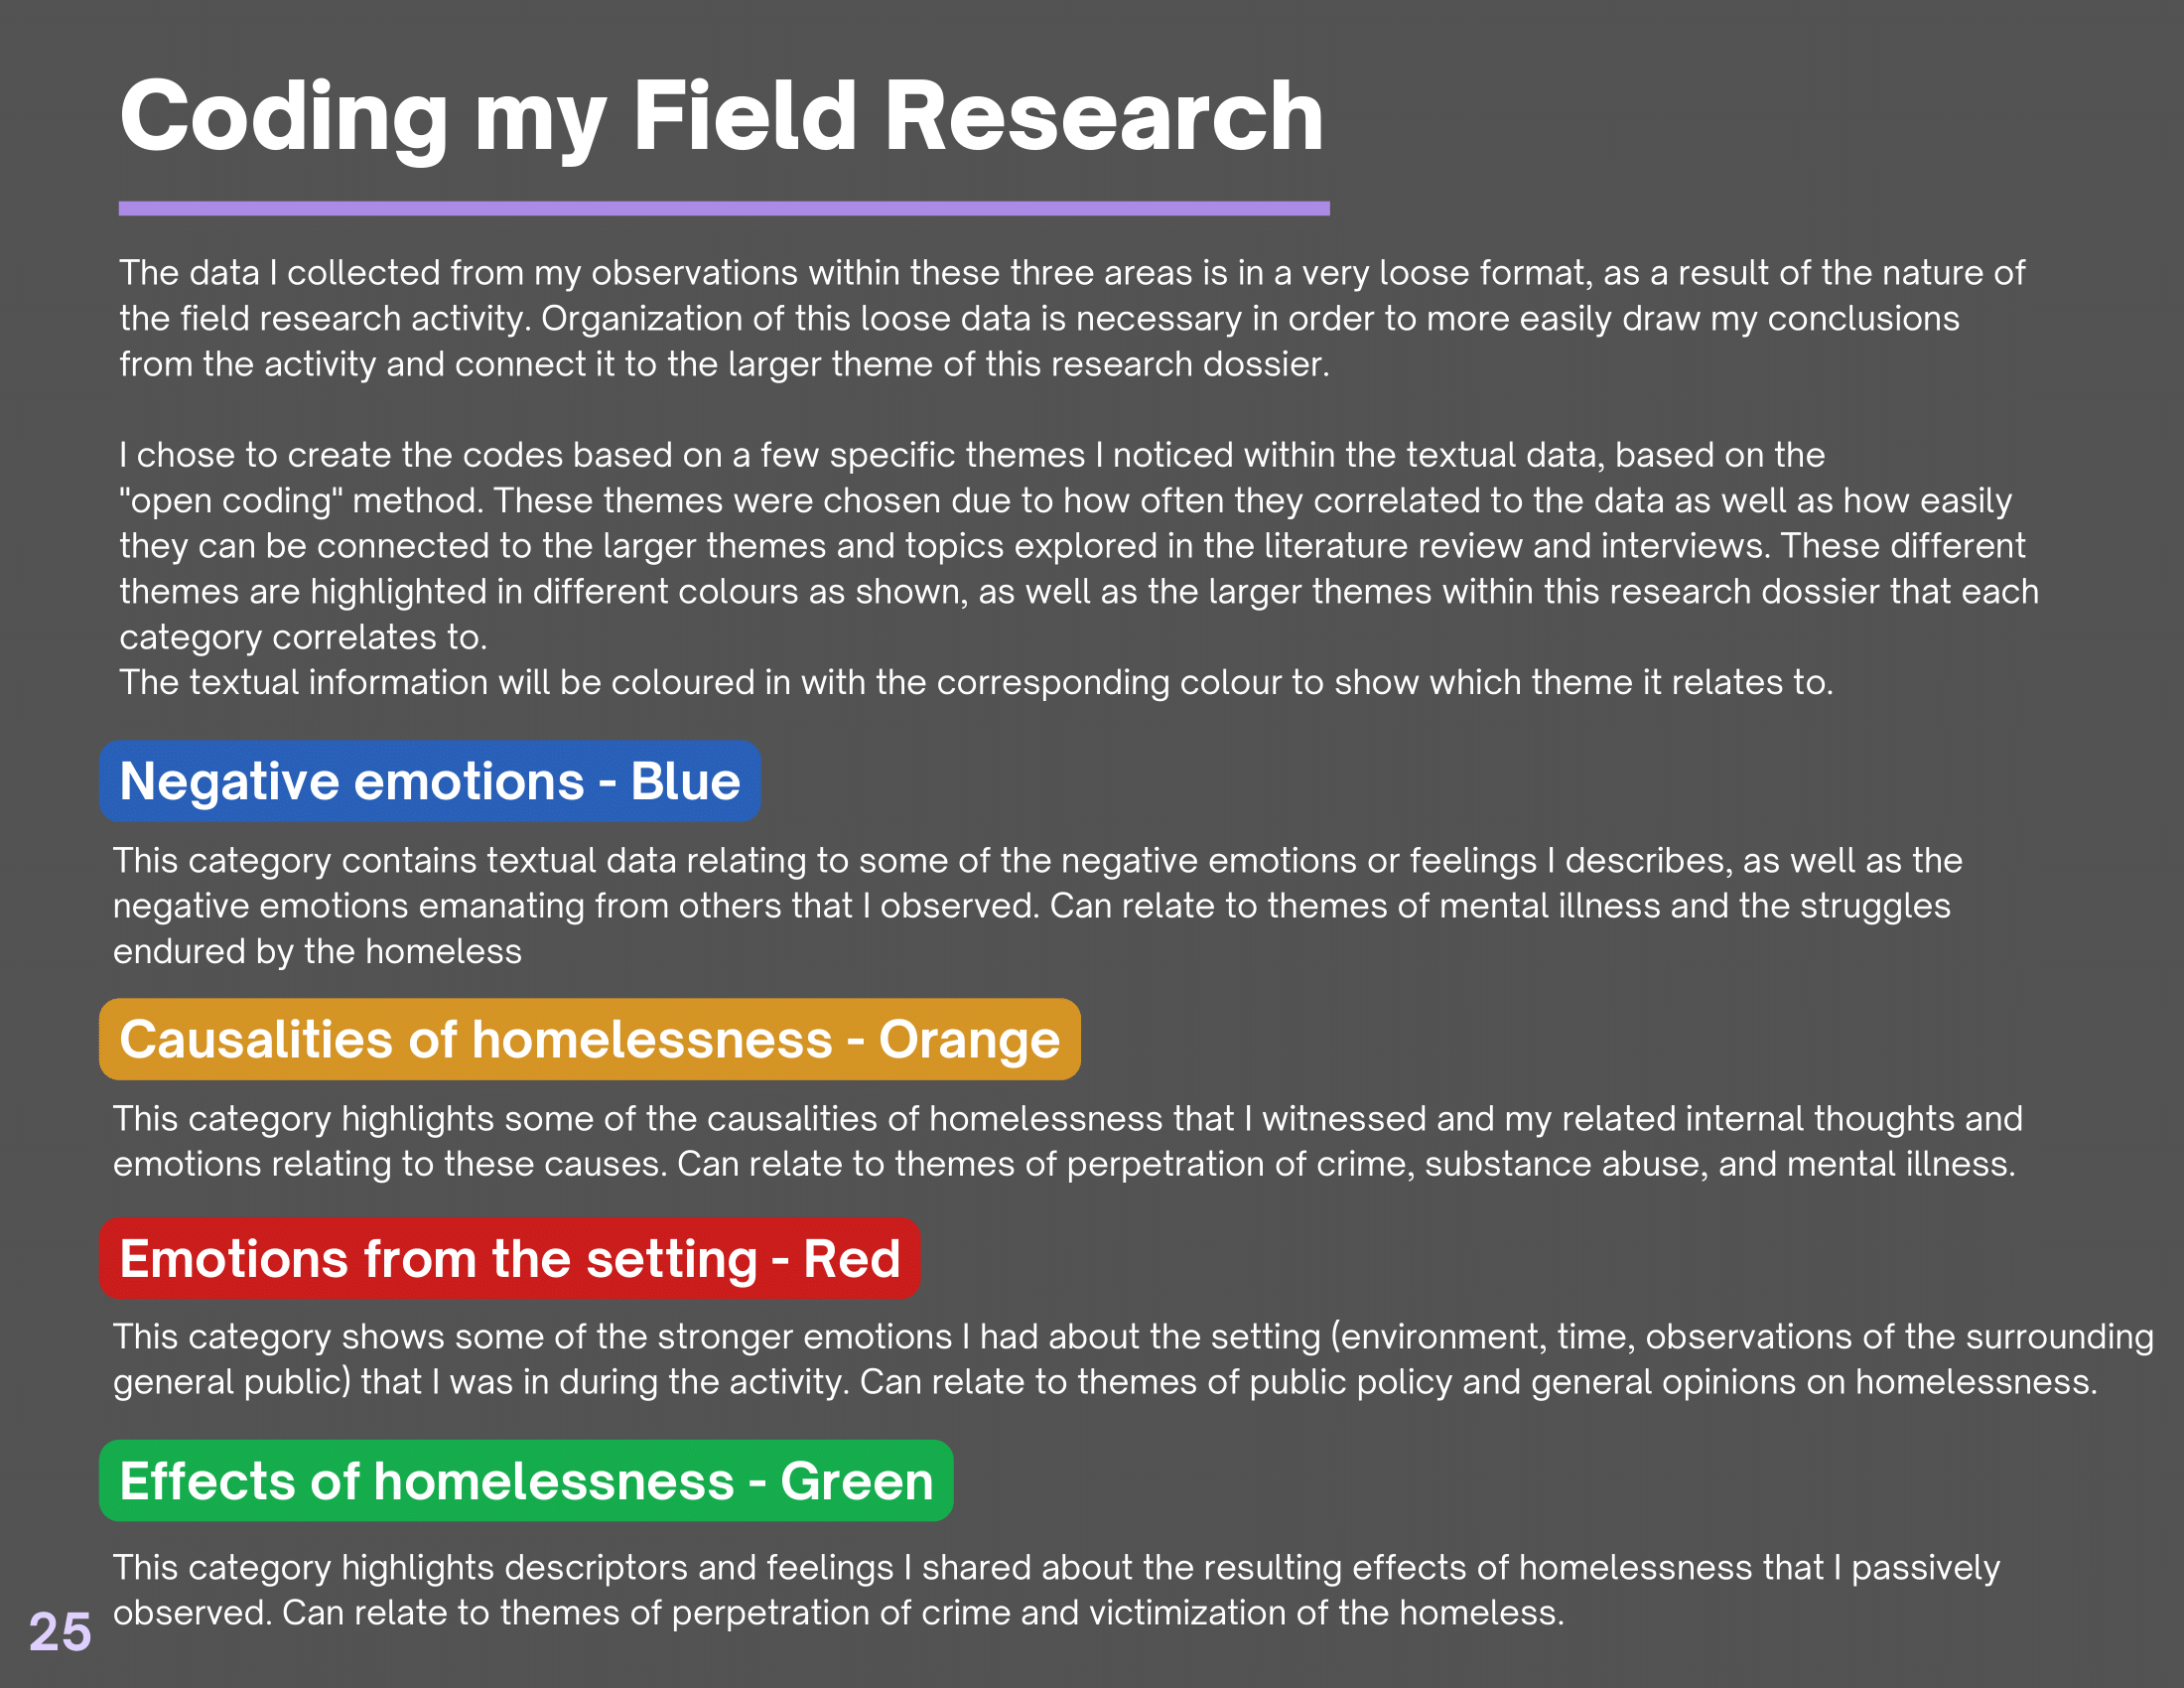 Coding my Field Research
The data I collected from my observations within these three areas is in a very loose format, as a result of the nature of
the field research activity. Organization of this loose data is necessary in order to more easily draw my conclusions
from the activity and connect it to the larger theme of this research dossier.
I chose to create the codes based on a few specific themes I noticed within the textual data, based on the
"open coding" method. These themes were chosen due to how often they correlated to the data as well as how easily
they can be connected to the larger themes and topics explored in the literature review and interviews. These different
themes are highlighted in different colours as shown, as well as the larger themes within this research dossier that each
category correlates to.
The textual information will be coloured in with the corresponding colour to show which theme it relates to.
Negative emotions - Blue
This category contains textual data relating to some of the negative emotions or feelings I describes, as well as the
negative emotions emanating from others that I observed. Can relate to themes of mental illness and the struggles
endured by the homeless
Causalities of homelessness - Orange
This category highlights some of the causalities of homelessness that I witnessed and my related internal thoughts and
emotions relating to these causes. Can relate to themes of perpetration of crime, substance abuse, and mental illness.
Emotions from the setting - Red
This category shows some of the stronger emotions I had about the setting (environment, time, observations of the surrounding
general public) that I was in during the activity. Can relate to themes of public policy and general opinions on homelessness.
Effects of homelessness - Green
This category highlights descriptors and feelings I shared about the resulting effects of homelessness that I passively
observed. Can relate to themes of perpetration of crime and victimization of the homeless.
25